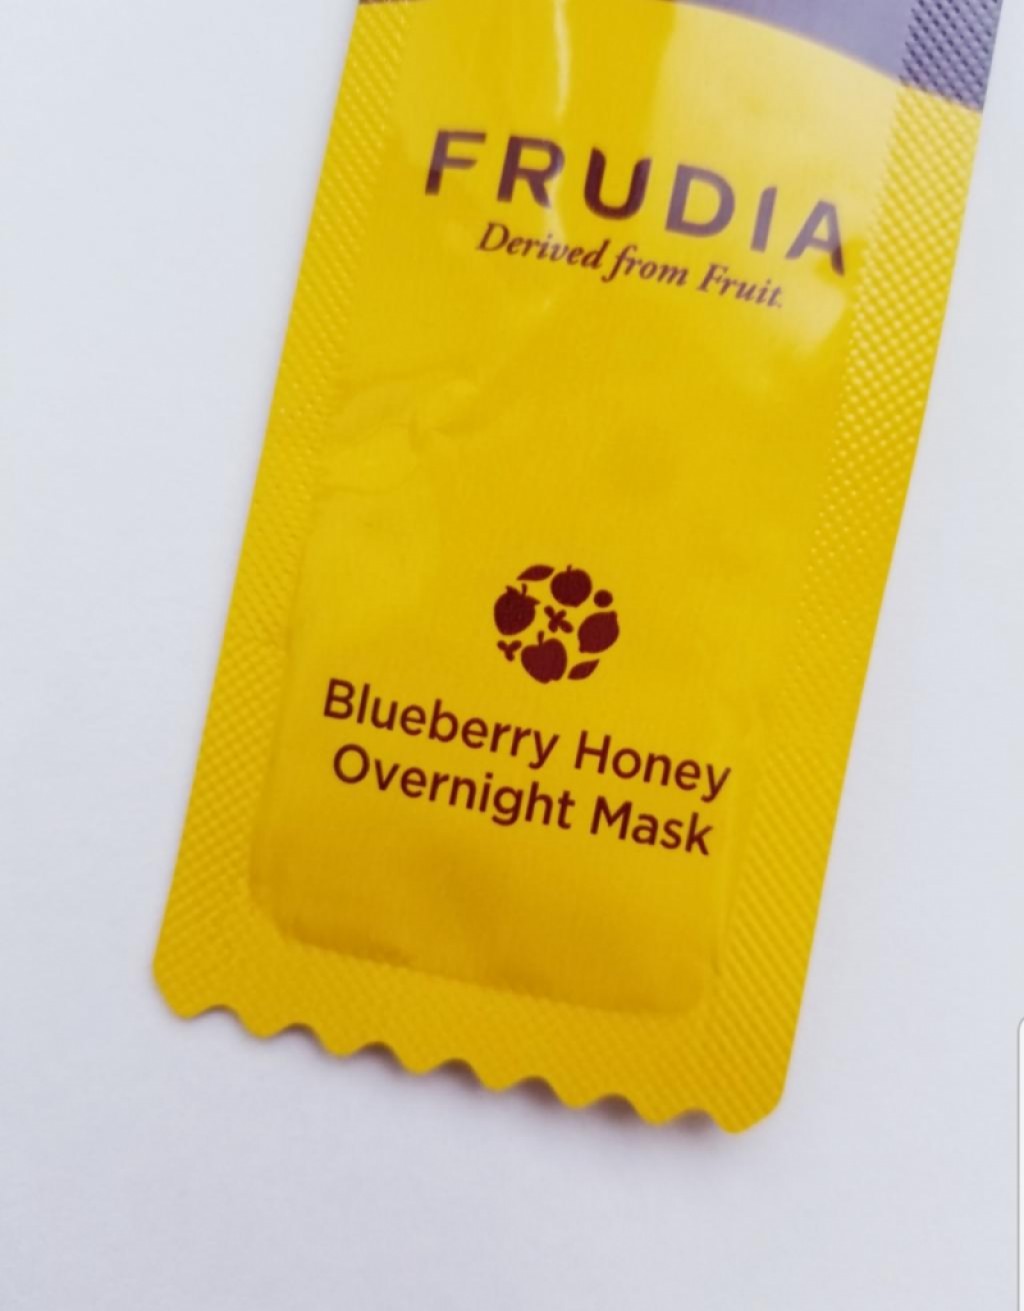 FRUDIA
Derived from Fruit.
Blueberry Honey
Overnight Mask